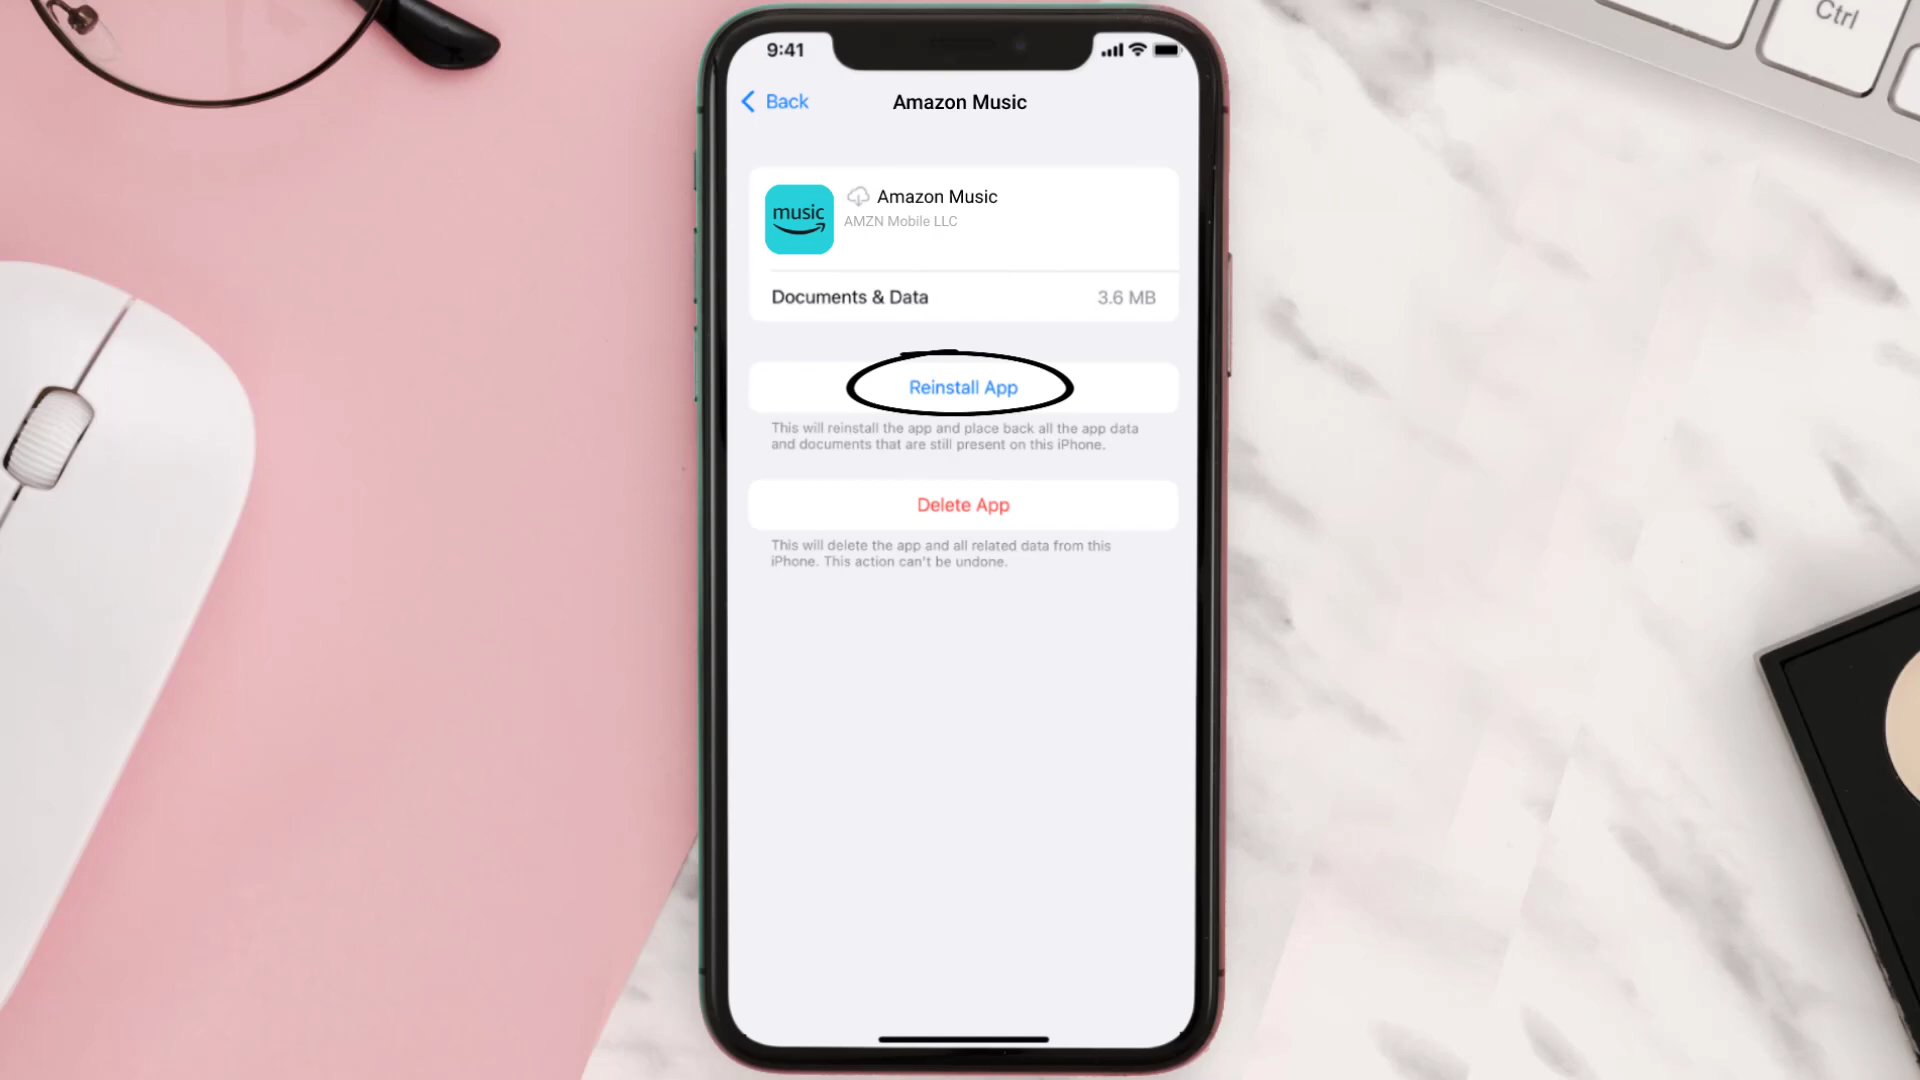 Ctrl
9:41
Back
Amazon Music
music
Amazon Music
AMZN Mobile LLC
Documents & Data 3.6 MB
Reinstall App
This will reinstall the app and place back all the app data
and documents that are still present on this iPhone.
Delete App
This will delete the app and all related data from this
iPhone. This action can't be undone.